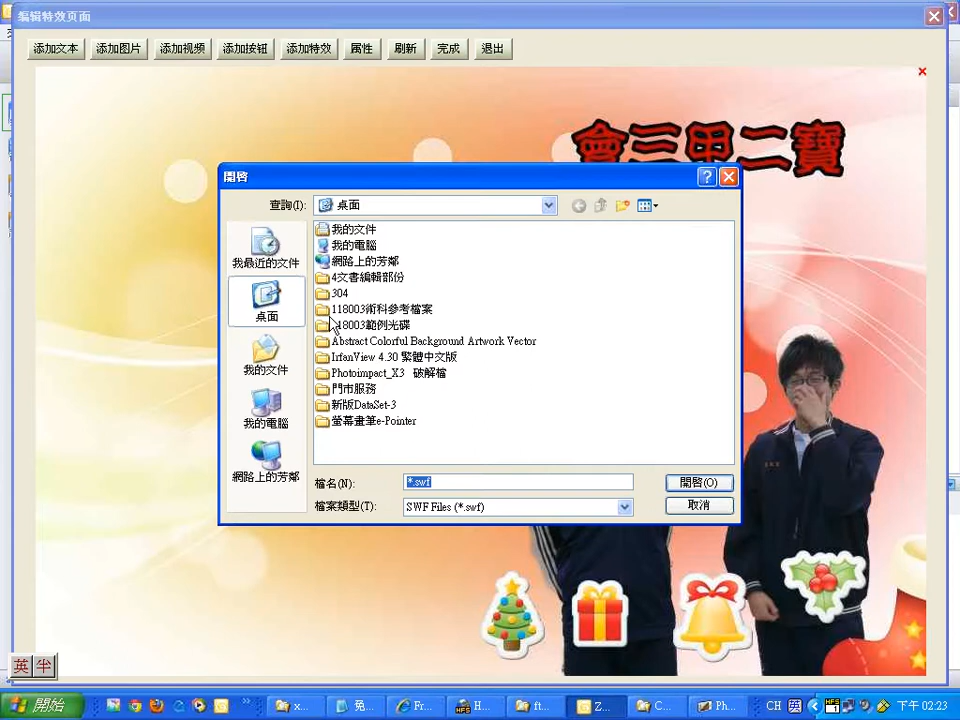 编辑特效页面
添加文本 添加图片 添加视频 添加按钮 添加特效 属性 刷新 完成 退出
會三甲二寶
開啓
查詢(I): 桌面
我最近的文件
桌面
我的文件
我的電腦
網路上的芳鄰
我的文件
我的電腦
網路上的芳鄰
4文書編輯部份
304
118003術科參考檔案
118003範例光碟
Abstract Colorful Background Artwork Vector
IrfanView 4.30 繁體中文版
Photoimpact_X3 破解檔
門市服務
新版DataSet-3
螢幕畫筆e-Pointer
檔名(N): *.swf 開啓(O)
檔案類型(T): SWF Files (*.swf) 取消
英 半
開始 x... 兔... Fr... H... ft... Z... C... Ph... CH 下午 02:23